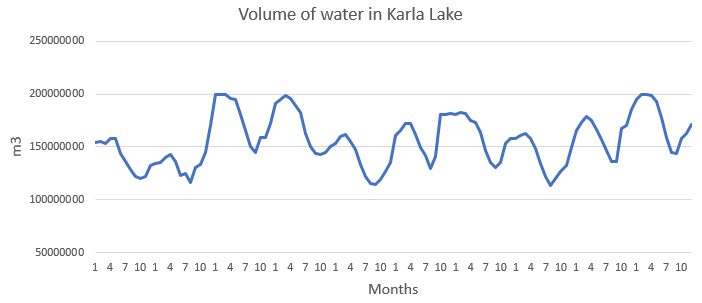 Volume of water in Karla Lake
250000000
200000000
150000000
100000000
50000000
m3
1 4 7 10 1 4 7 10 1 4 7 10 1 4 7 10 1 4 7 10 1 4 7 10 1 4 7 10 1 4 7 10 1 4 7 10 1 4 7 10
Months